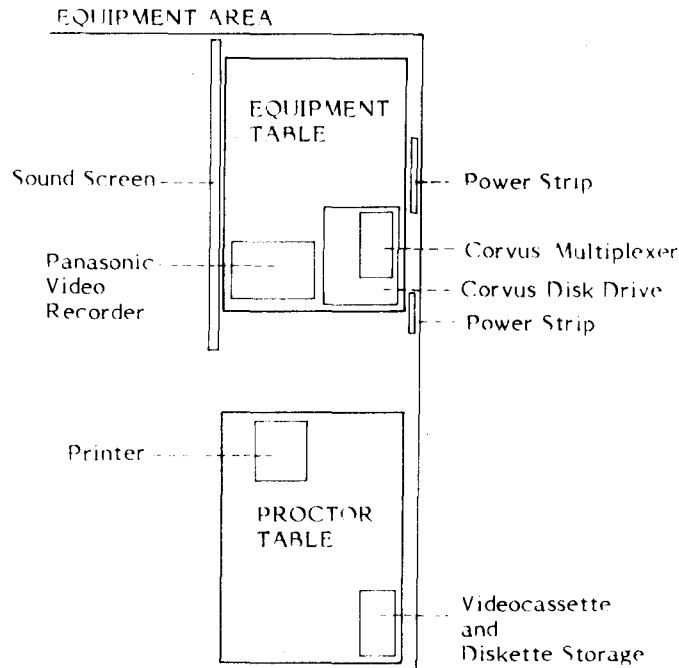 EQUIPMENT AREA
EQUIPMENT
TABLE
Sound Screen
Power Strip
Panasonic
Video
Recorder
Corvus Multiplexer
Corvus Disk Drive
Power Strip
Printer
PROCTOR
TABLE
Videocassette
and
Diskette Storage